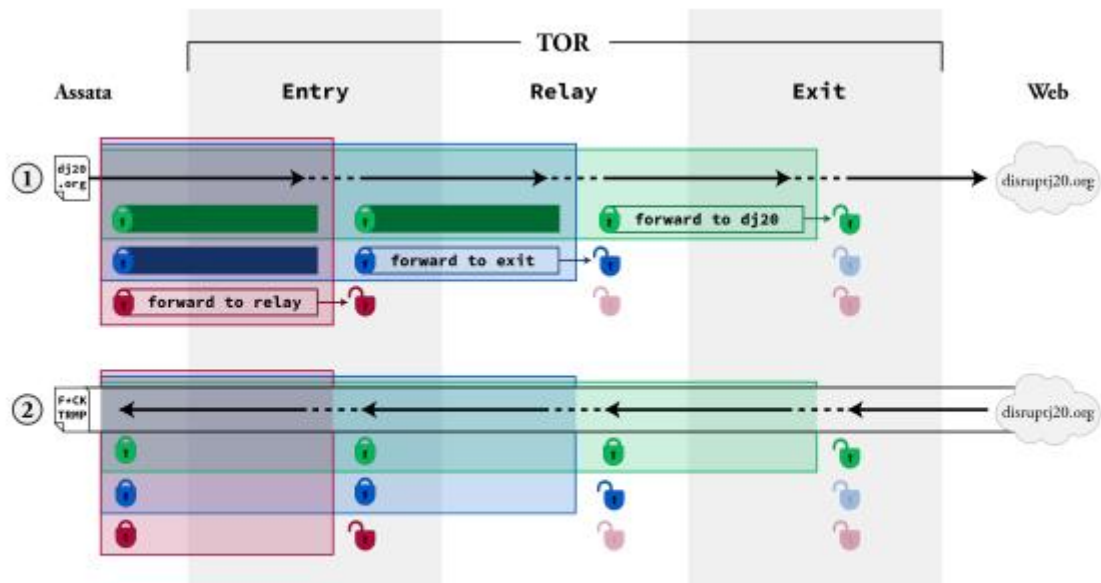 TOR
Assata
Entry
Relay
Exit
Web
1
dj20
.org
disruptj20.org
forward to dj20
forward to exit
forward to relay
2
F+CK
TRMP
disruptj20.org